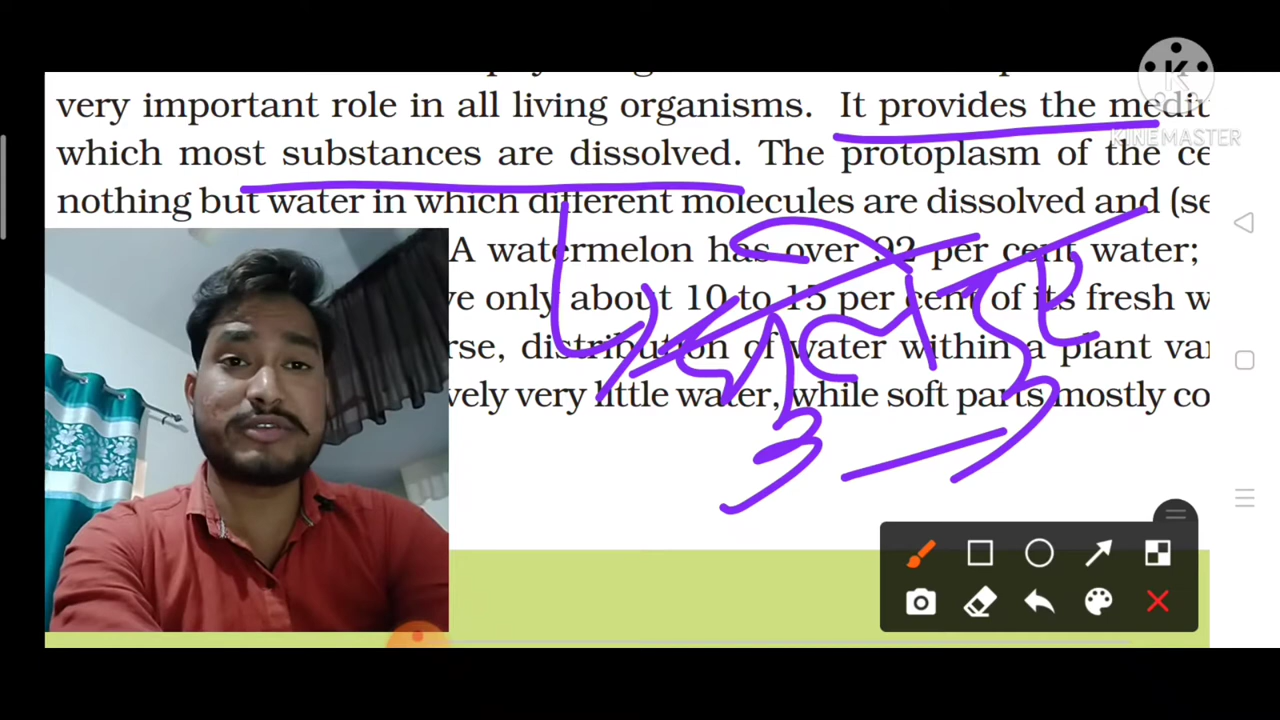 very important role in all living organisms. It provides the mediu
which most substances are dissolved. The protoplasm of the ce
nothing but water in which different molecules are dissolved and (se
A watermelon has over 92 per cent water;
ve only about 10 to 15 per cent of its fresh w
rse, distribution of water within a plant var
vely very little water, while soft parts mostly co
K
KINEMASTER